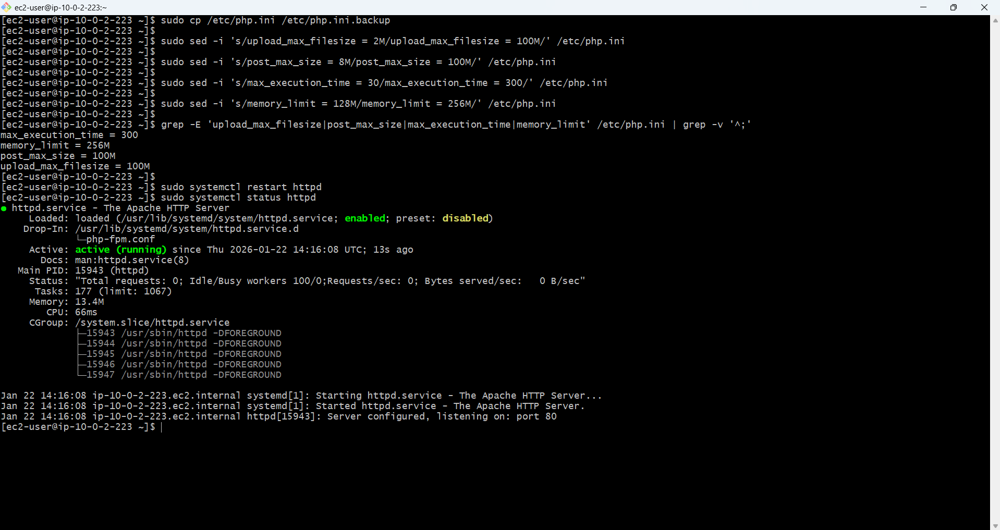 ec2-user@ip-10-0-2-223:~
[ec2-user@ip-10-0-2-223 ~]$ sudo cp /etc/php.ini /etc/php.ini.backup
[ec2-user@ip-10-0-2-223 ~]$
[ec2-user@ip-10-0-2-223 ~]$ sudo sed -i 's/upload_max_filesize = 2M/upload_max_filesize = 100M/' /etc/php.ini
[ec2-user@ip-10-0-2-223 ~]$
[ec2-user@ip-10-0-2-223 ~]$ sudo sed -i 's/post_max_size = 8M/post_max_size = 100M/' /etc/php.ini
[ec2-user@ip-10-0-2-223 ~]$
[ec2-user@ip-10-0-2-223 ~]$ sudo sed -i 's/max_execution_time = 30/max_execution_time = 300/' /etc/php.ini
[ec2-user@ip-10-0-2-223 ~]$
[ec2-user@ip-10-0-2-223 ~]$ sudo sed -i 's/memory_limit = 128M/memory_limit = 256M/' /etc/php.ini
[ec2-user@ip-10-0-2-223 ~]$
[ec2-user@ip-10-0-2-223 ~]$ grep -E 'upload_max_filesize|post_max_size|max_execution_time|memory_limit' /etc/php.ini | grep -v '^;'
max_execution_time = 300
memory_limit = 256M
post_max_size = 100M
upload_max_filesize = 100M
[ec2-user@ip-10-0-2-223 ~]$
[ec2-user@ip-10-0-2-223 ~]$ sudo systemctl restart httpd
[ec2-user@ip-10-0-2-223 ~]$ sudo systemctl status httpd
● httpd.service - The Apache HTTP Server
Loaded: loaded (/usr/lib/systemd/system/httpd.service; enabled; preset: disabled)
Drop-In: /usr/lib/systemd/system/httpd.service.d
└─php-fpm.conf
Active: active (running) since Thu 2026-01-22 14:16:08 UTC; 13s ago
Docs: man:httpd.service(8)
Main PID: 15943 (httpd)
Status: "Total requests: 0; Idle/Busy workers 100/0;Requests/sec: 0; Bytes served/sec:   0 B/sec"
Tasks: 177 (limit: 1067)
Memory: 13.4M
CPU: 66ms
CGroup: /system.slice/httpd.service
├─15943 /usr/sbin/httpd -DFOREGROUND
├─15944 /usr/sbin/httpd -DFOREGROUND
├─15945 /usr/sbin/httpd -DFOREGROUND
├─15946 /usr/sbin/httpd -DFOREGROUND
└─15947 /usr/sbin/httpd -DFOREGROUND
Jan 22 14:16:08 ip-10-0-2-223.ec2.internal systemd[1]: Starting httpd.service - The Apache HTTP Server...
Jan 22 14:16:08 ip-10-0-2-223.ec2.internal systemd[1]: Started httpd.service - The Apache HTTP Server.
Jan 22 14:16:08 ip-10-0-2-223.ec2.internal httpd[15943]: Server configured, listening on: port 80
[ec2-user@ip-10-0-2-223 ~]$